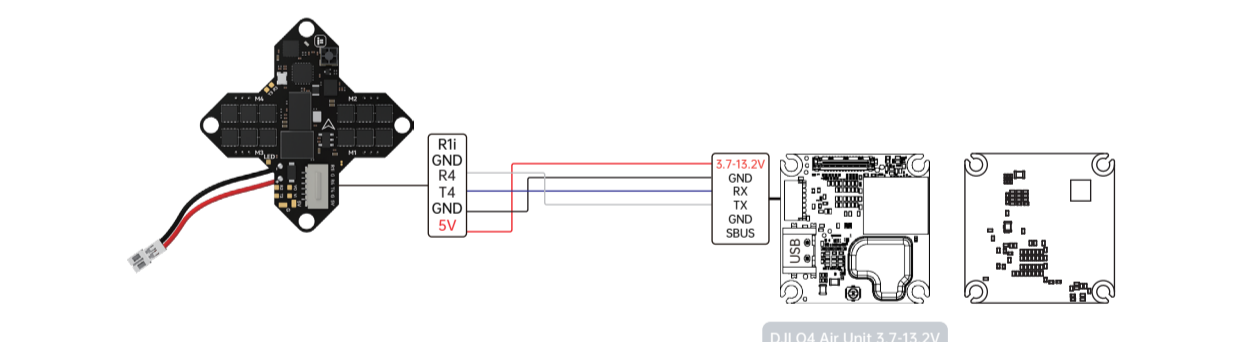 M4
M2
M3
M1
LED
R1i
GND
R4
T4
GND
5V
3.7-13.2V
GND
RX
TX
GND
SBUS
USB
DJI O4 Air Unit 3.7-13.2V